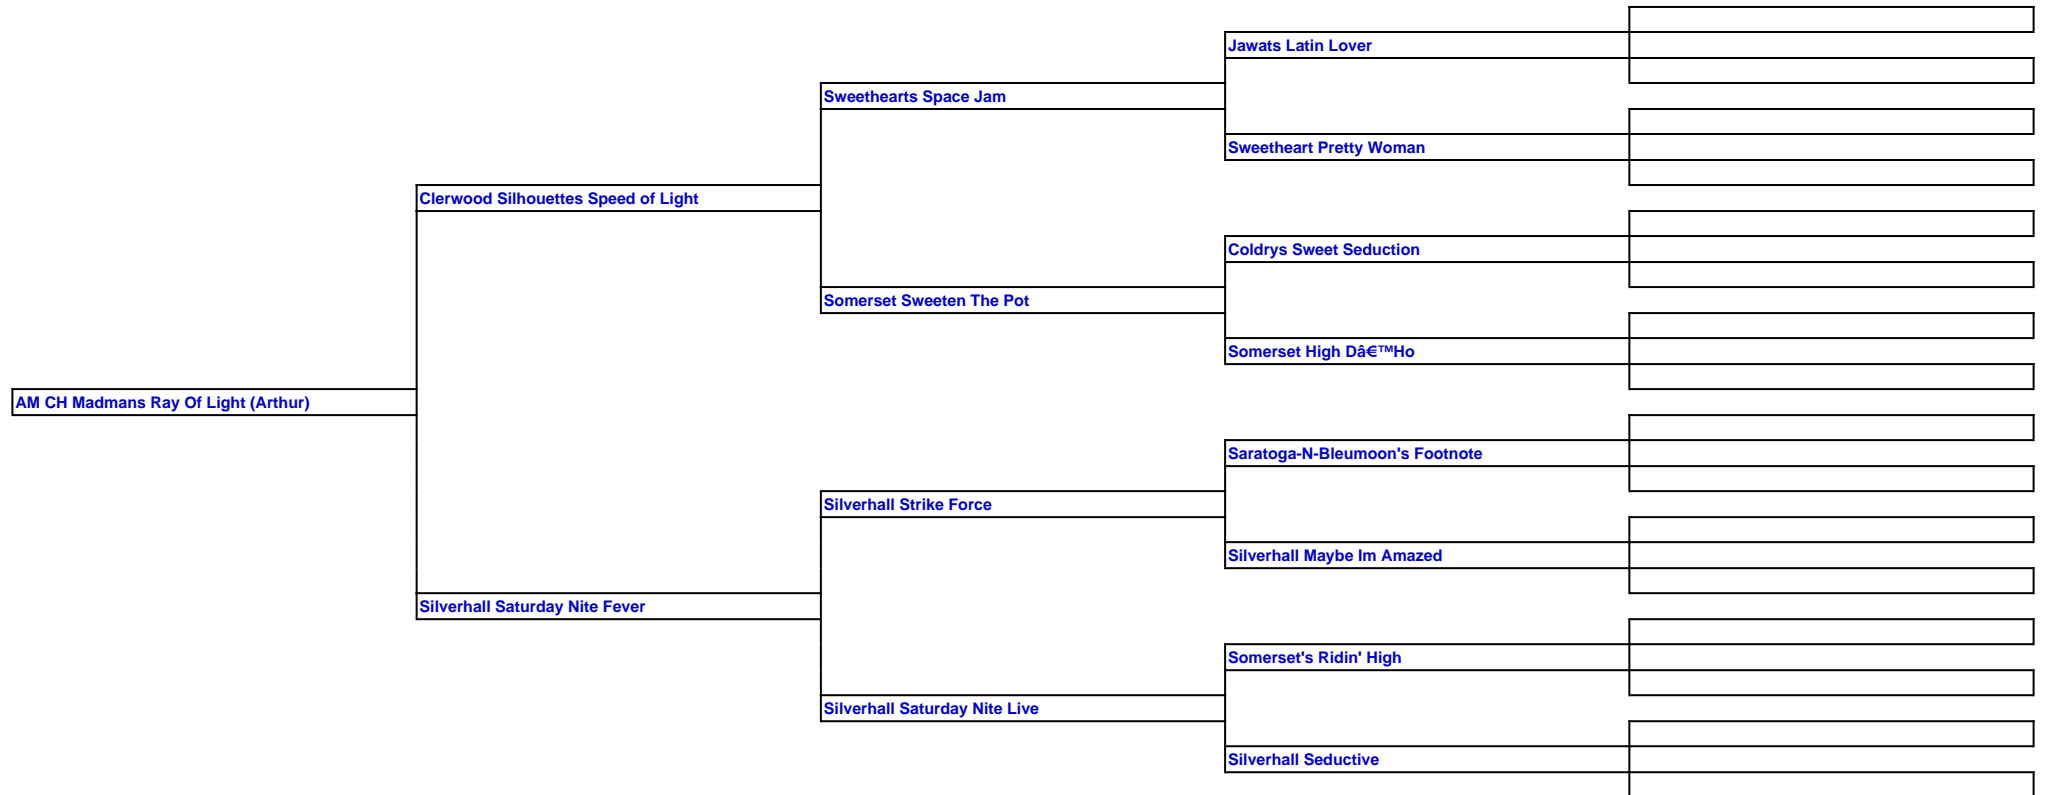 Jawats Latin Lover
Sweethearts Space Jam
Sweetheart Pretty Woman
Clerwood Silhouettes Speed of Light
Coldrys Sweet Seduction
Somerset Sweeten The Pot
Somerset High Dâ€™Ho
AM CH Madmans Ray Of Light (Arthur)
Saratoga-N-Bleumoon's Footnote
Silverhall Strike Force
Silverhall Maybe Im Amazed
Silverhall Saturday Nite Fever
Somerset's Ridin' High
Silverhall Saturday Nite Live
Silverhall Seductive